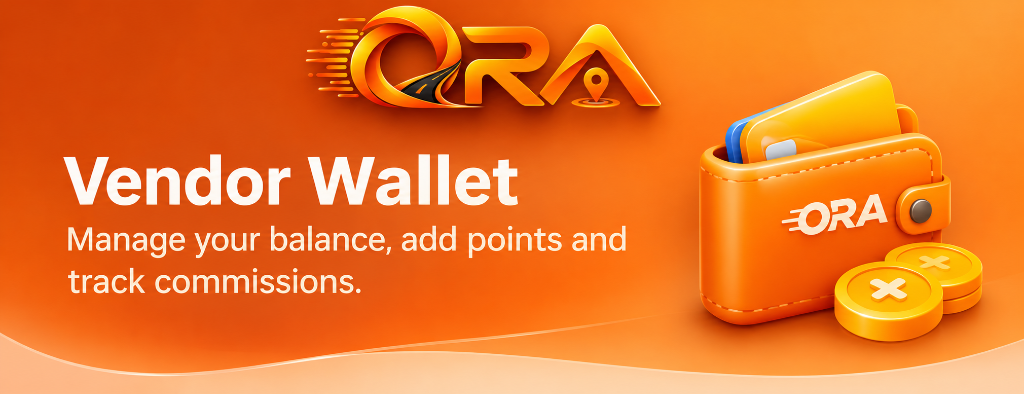 ORA
Vendor Wallet
Manage your balance, add points and
track commissions.
ORA